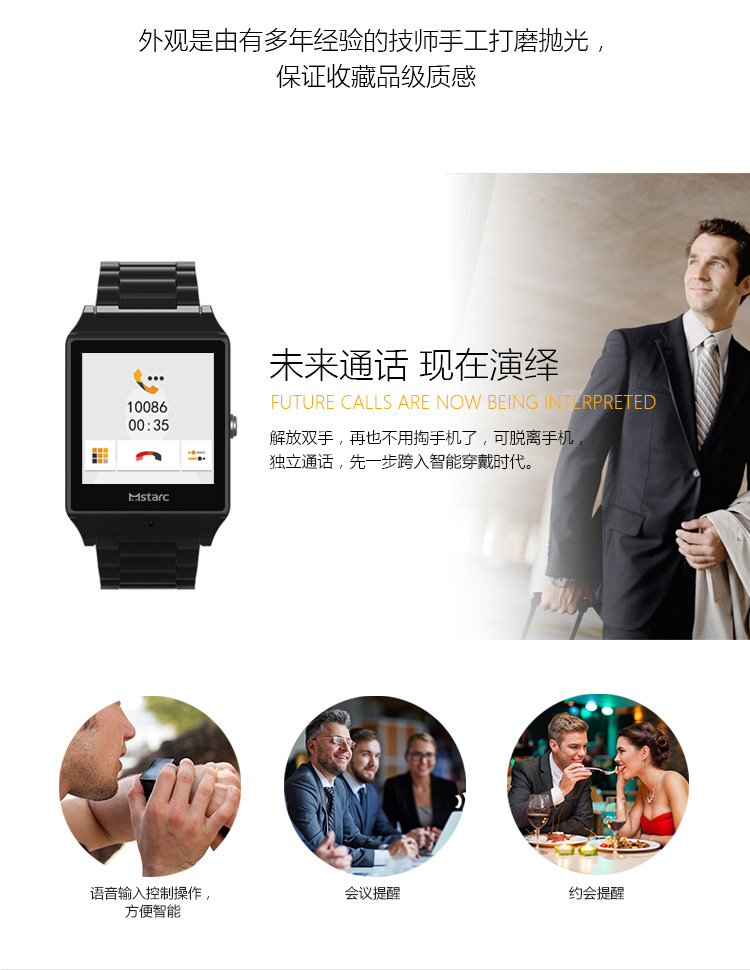 外观是由有多年经验的技师手工打磨抛光，
保证收藏品级质感
10086
00:35
Mstarc
未来通话 现在演绎
FUTURE CALLS ARE NOW BEING INTERPRETED
解放双手，再也不用掏手机了，可脱离手机，
独立通话，先一步跨入智能穿戴时代。
语音输入控制操作，
方便智能
会议提醒
约会提醒